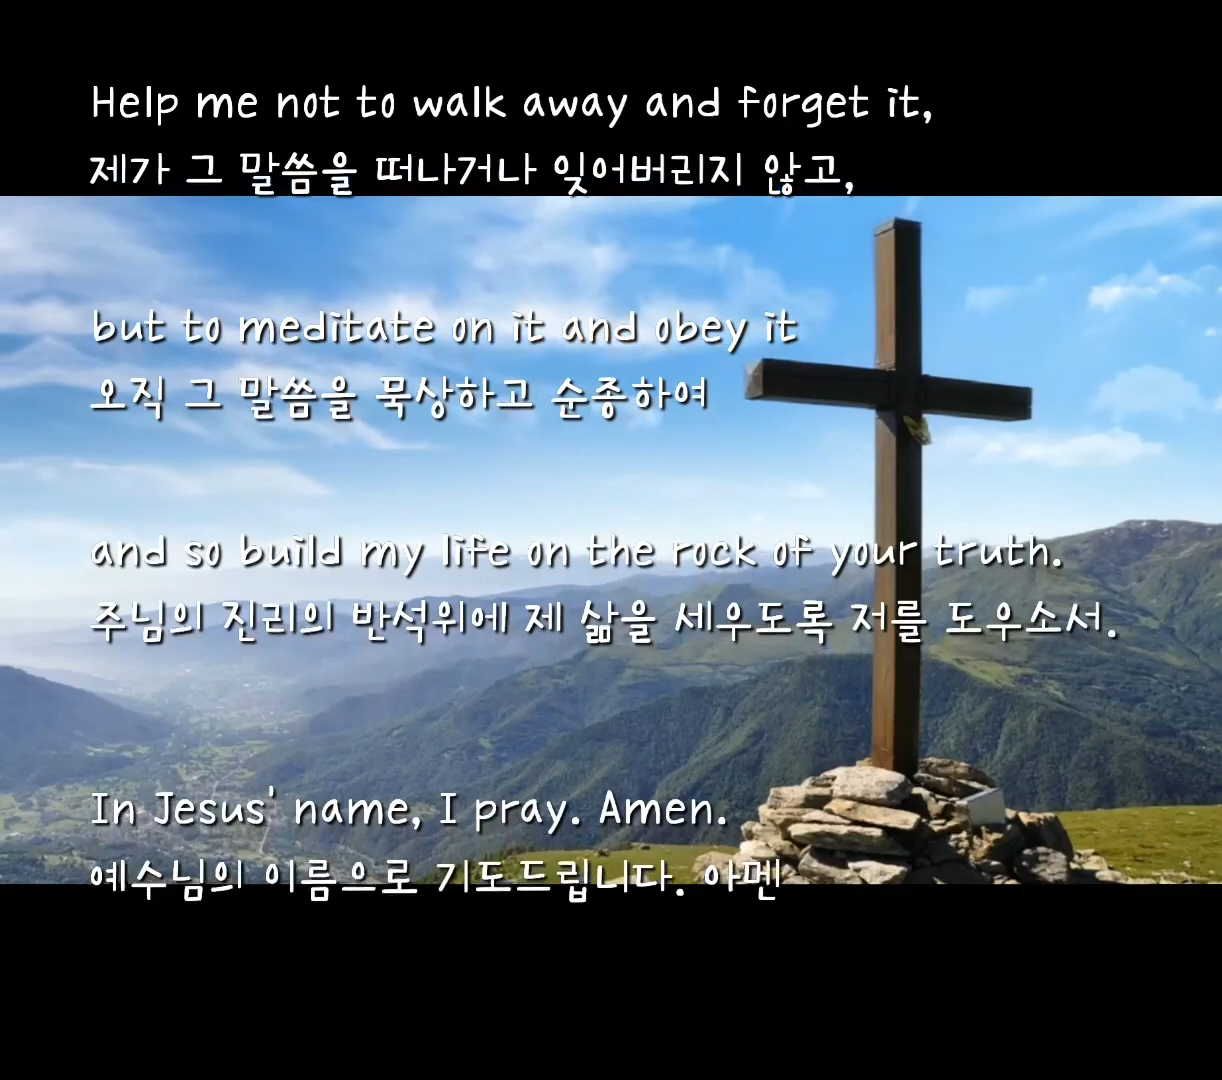 Help me not to walk away and forget it,
제가 그 말씀을 떠나거나 잊어버리지 않고,
but to meditate on it and obey it
오직 그 말씀을 묵상하고 순종하여
and so build my life on the rock of your truth.
주님의 진리의 반석위에 제 삶을 세우도록 저를 도우소서.
In Jesus' name, I pray. Amen.
예수님의 이름으로 기도드립니다. 아멘